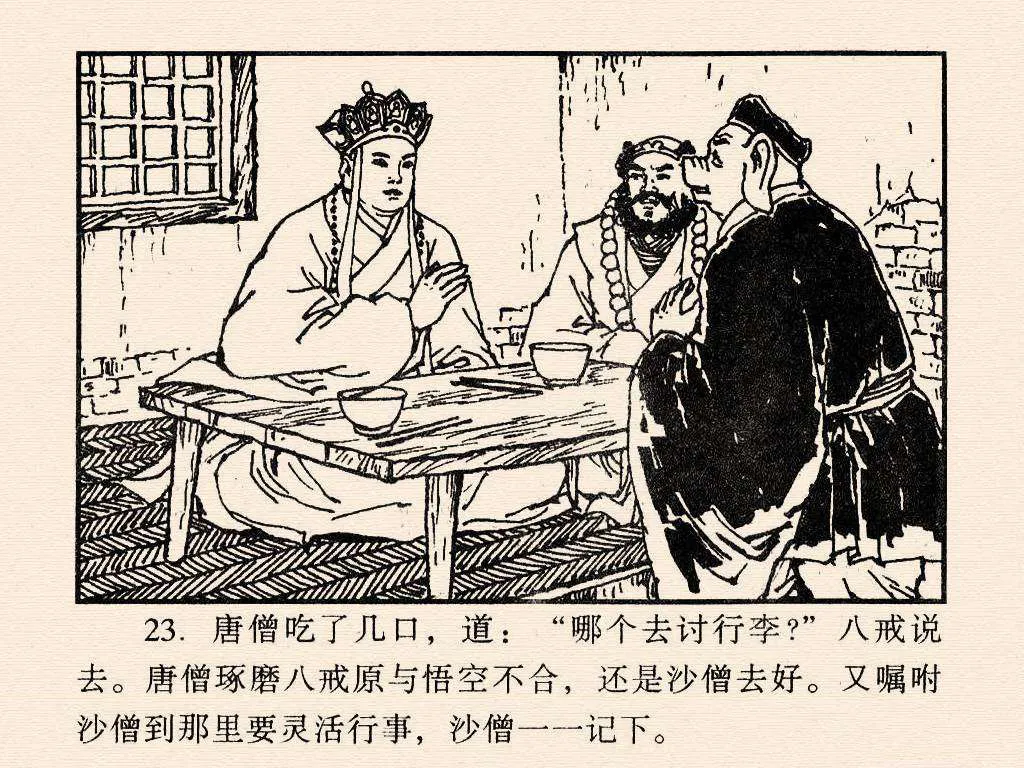 23. 唐僧吃了几口，道：“哪个去讨行李?”八戒说
去。唐僧琢磨八戒原与悟空不合，还是沙僧去好。又嘱咐
沙僧到那里要灵活行事，沙僧一一记下。